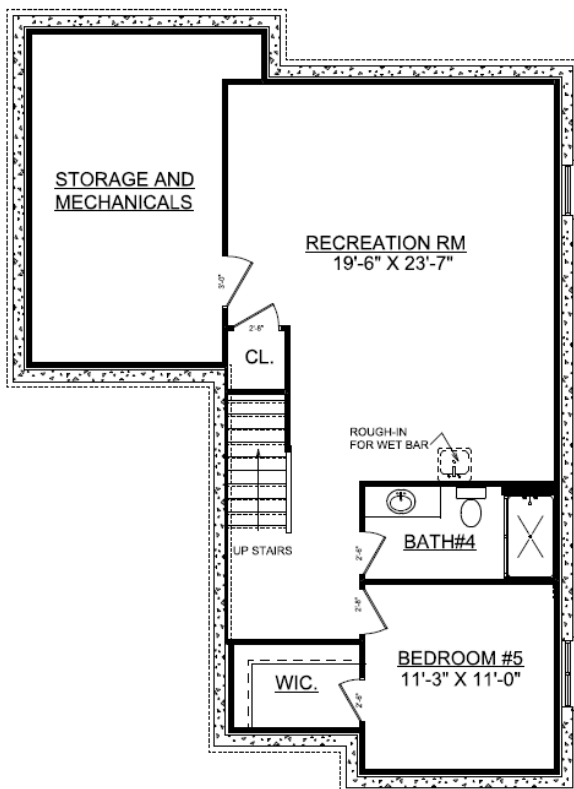 STORAGE AND
MECHANICALS
RECREATION RM
19'-6" X 23'-7"
3'-0"
2'-6"
CL.
ROUGH-IN
FOR WET BAR
UP STAIRS
2'-6"
BATH#4
2'-8"
BEDROOM #5
11'-3" X 11'-0"
WIC.
2'-6"